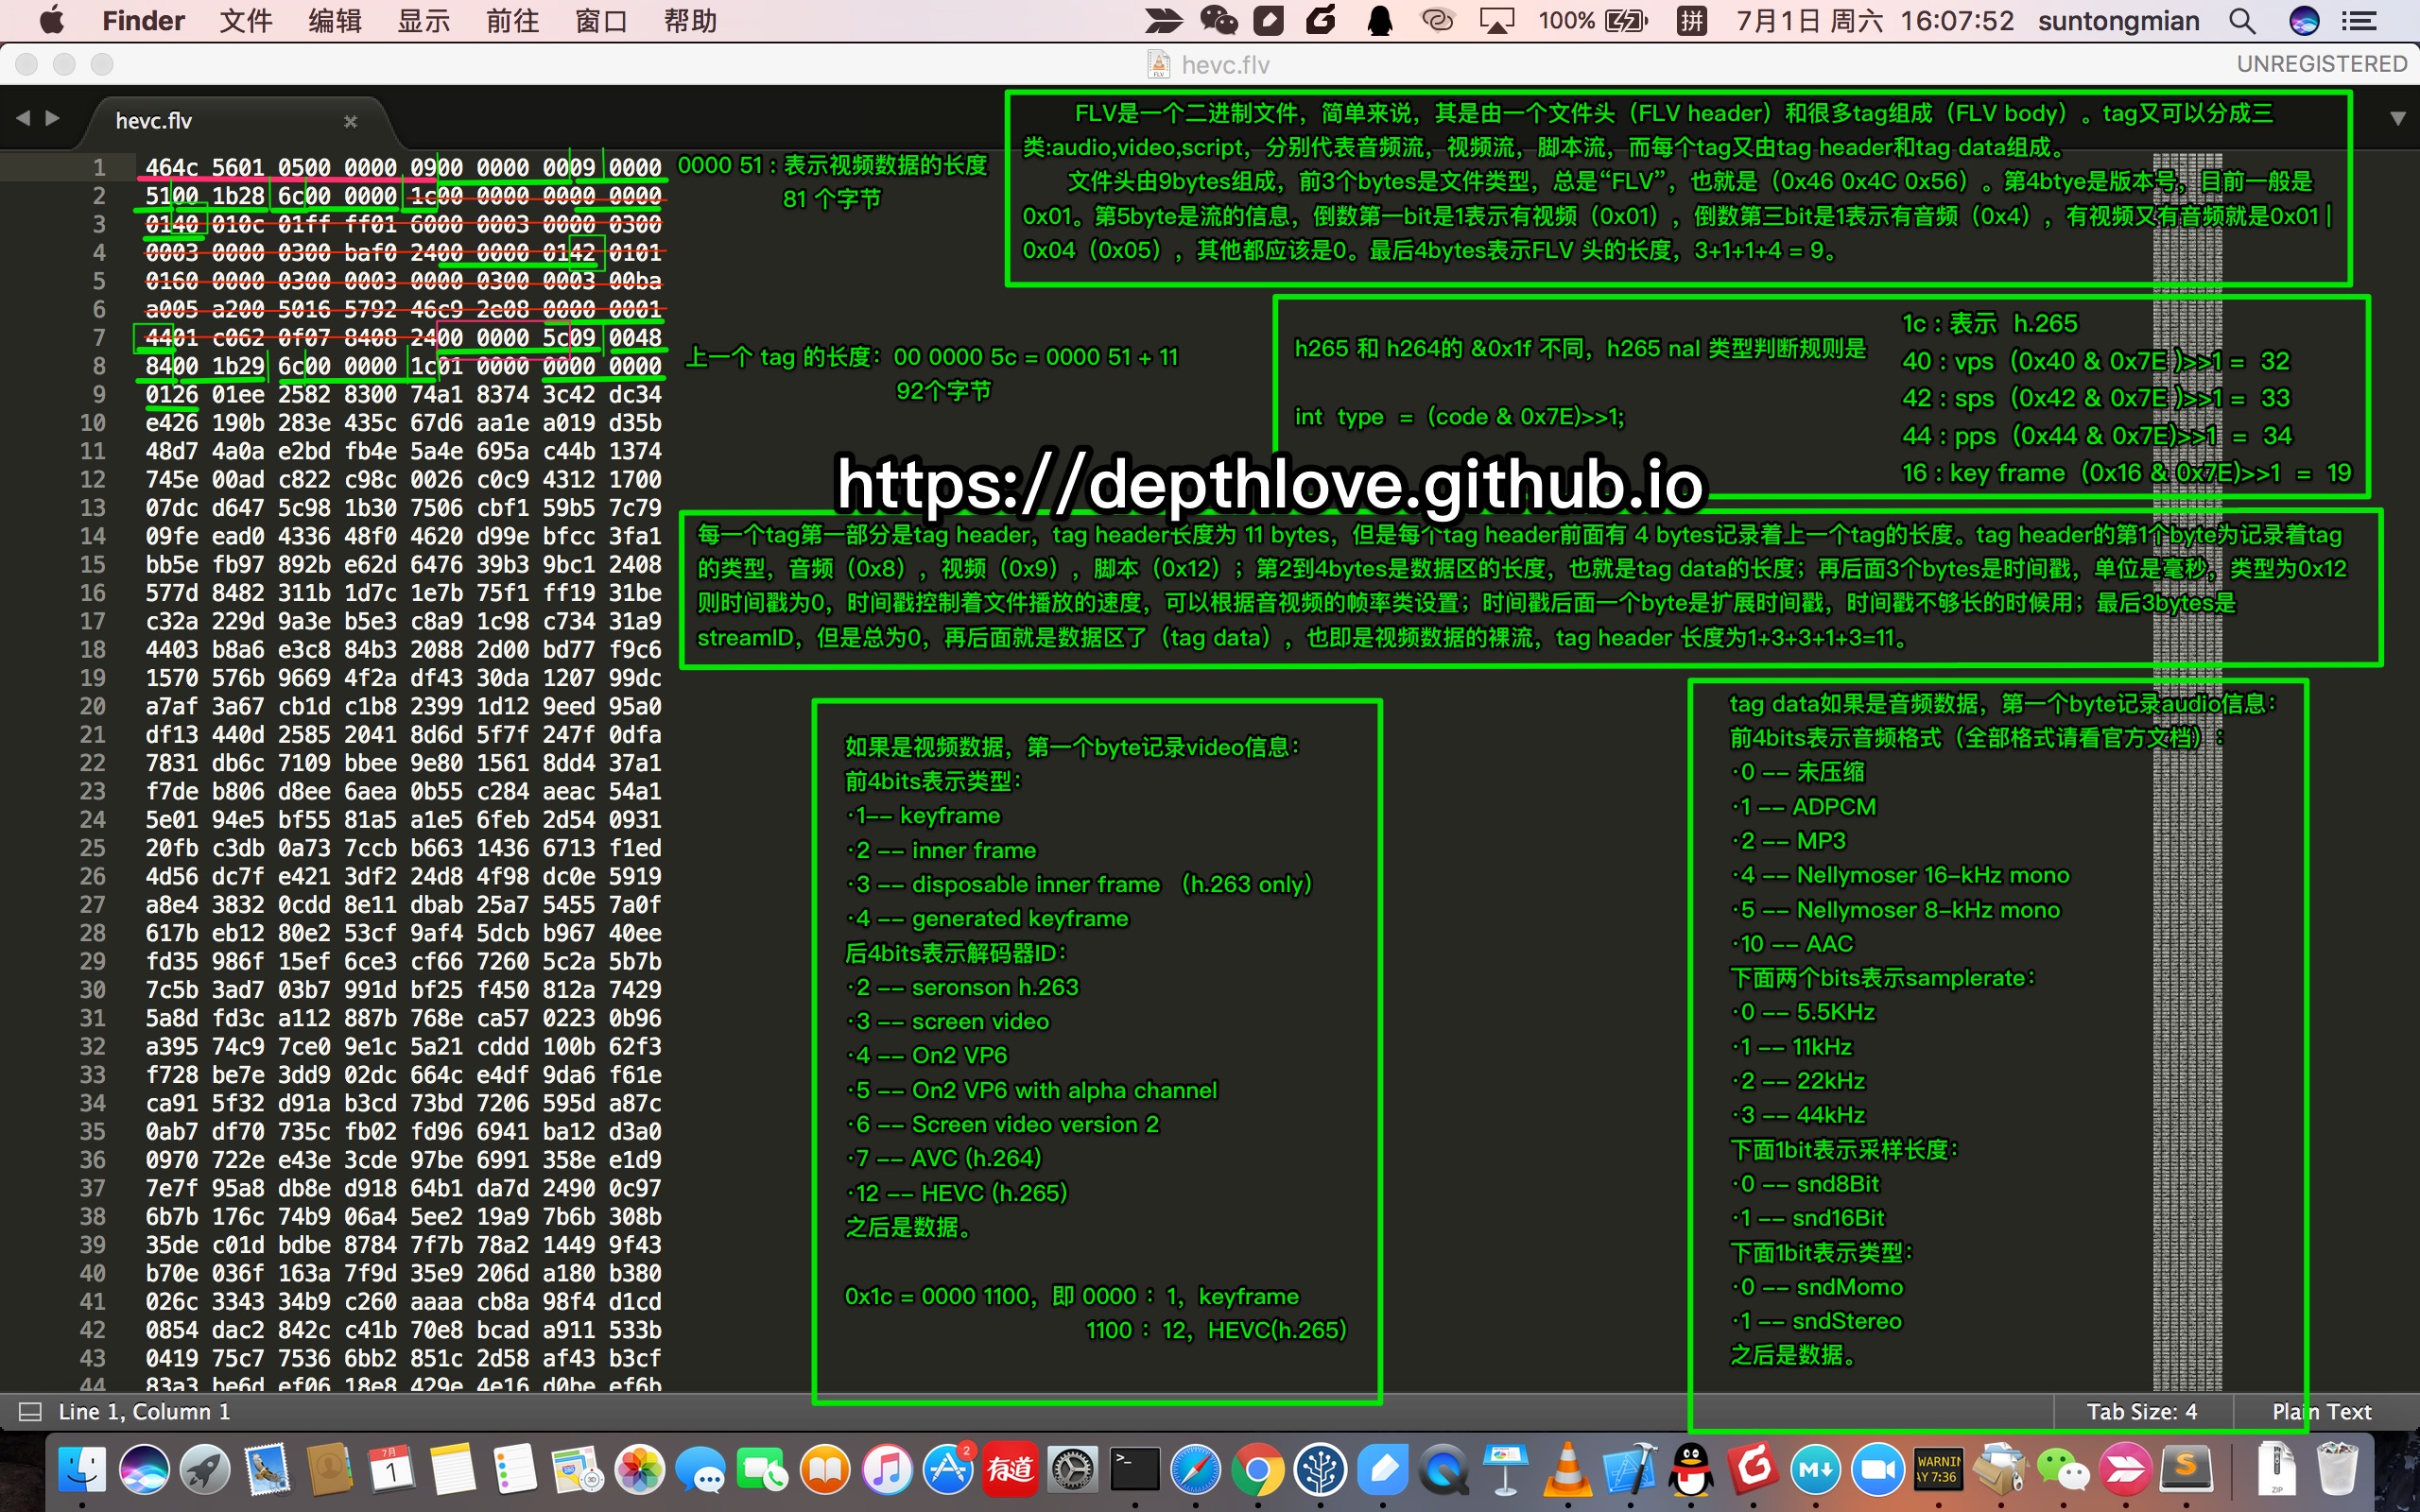 Finder 文件 编辑 显示 前往 窗口 帮助 100% 拼 7月1日 周六 16:07:52 suntongmian
hevc.flv UNREGISTERED
hevc.flv
1 464c 5601 0500 0000 0900 0000 0009 0000
2 5100 1b28 6c00 0000 1c00 0000 0000 0000
3 0140 010c 01ff ff01 6000 0003 0000 0300
4 0003 0000 0300 baf0 2400 0000 0142 0101
5 0160 0000 0300 0003 0000 0300 0003 00ba
6 a005 a200 5016 5792 46c9 2e08 0000 0001
7 4401 c062 0f07 8408 2400 0000 5c09 0048
8 8400 1b29 6c00 0000 1c01 0000 0000 0000
9 0126 01ee 2582 8300 74a1 8374 3c42 dc34
10 e426 190b 283e 435c 67d6 aa1e a019 d35b
11 48d7 4a0a e2bd fb4e 5a4e 695a c44b 1374
12 745e 00ad c822 c98c 0026 c0c9 4312 1700
13 07dc d647 5c98 1b30 7506 cbf1 59b5 7c79
14 09fe ead0 4336 48f0 4620 d99e bfcc 3fa1
15 bb5e fb97 892b e62d 6476 39b3 9bc1 2408
16 577d 8482 311b 1d7c 1e7b 75f1 ff19 31be
17 c32a 229d 9a3e b5e3 c8a9 1c98 c734 31a9
18 4403 b8a6 e3c8 84b3 2088 2d00 bd77 f9c6
19 1570 576b 9669 4f2a df43 30da 1207 99dc
20 a7af 3a67 cb1d c1b8 2399 1d12 9eed 95a0
21 df13 440d 2585 2041 8d6d 5f7f 247f 0dfa
22 7831 db6c 7109 bbee 9e80 1561 8dd4 37a1
23 f7de b806 d8ee 6aea 0b55 c284 aeac 54a1
24 5e01 94e5 bf55 81a5 a1e5 6feb 2d54 0931
25 20fb c3db 0a73 7ccb b663 1436 6713 f1ed
26 4d56 dc7f e421 3df2 24d8 4f98 dc0e 5919
27 a8e4 3832 0cdd 8e11 dbab 25a7 5455 7a0f
28 617b eb12 80e2 53cf 9af4 5dcb b967 40ee
29 fd35 986f 15ef 6ce3 cf66 7260 5c2a 5b7b
30 7c5b 3ad7 03b7 991d bf25 f450 812a 7429
31 5a8d fd3c a112 887b 768e ca57 0223 0b96
32 a395 74c9 7ce0 9e1c 5a21 cddd 100b 62f3
33 f728 be7e 3dd9 02dc 664c e4df 9da6 f61e
34 ca91 5f32 d91a b3cd 73bd 7206 595d a87c
35 0ab7 df70 735c fb02 fd96 6941 ba12 d3a0
36 0970 722e e43e 3cde 97be 6991 358e e1d9
37 7e7f 95a8 db8e d918 64b1 da7d 2490 0c97
38 6b7b 176c 74b9 06a4 5ee2 19a9 7b6b 308b
39 35de c01d bdbe 8784 7f7b 78a2 1449 9f43
40 b70e 036f 163a 7f9d 35e9 206d a180 b380
41 026c 3343 34b9 c260 aaaa cb8a 98f4 d1cd
42 0854 dac2 842c c41b 70e8 bcad a911 533b
43 0419 75c7 7536 6bb2 851c 2d58 af43 b3cf
44 83a3 be6d ef06 18e8 429e 4e16 d0be ef6b
0000 51 : 表示视频数据的长度
81 个字节
上一个 tag 的长度：00 0000 5c = 0000 51 + 11
92个字节
FLV是一个二进制文件，简单来说，其是由一个文件头（FLV header）和很多tag组成（FLV body）。tag又可以分成三
类:audio,video,script，分别代表音频流，视频流，脚本流，而每个tag又由tag header和tag data组成。
文件头由9bytes组成，前3个bytes是文件类型，总是“FLV”，也就是（0x46 0x4C 0x56）。第4btye是版本号，目前一般是
0x01。第5byte是流的信息，倒数第一bit是1表示有视频（0x01），倒数第三bit是1表示有音频（0x4），有视频又有音频就是0x01 |
0x04（0x05），其他都应该是0。最后4bytes表示FLV 头的长度，3+1+1+4 = 9。
h265 和 h264的 &0x1f 不同，h265 nal 类型判断规则是
int type = (code & 0x7E)>>1;
1c : 表示 h.265
40 : vps (0x40 & 0x7E )>>1 = 32
42 : sps (0x42 & 0x7E )>>1 = 33
44 : pps (0x44 & 0x7E)>>1 = 34
16 : key frame (0x16 & 0x7E)>>1 = 19
https://depthlove.github.io
每一个tag第一部分是tag header，tag header长度为 11 bytes，但是每个tag header前面有 4 bytes记录着上一个tag的长度。tag header的第1个byte为记录着tag
的类型，音频（0x8），视频（0x9），脚本（0x12）；第2到4bytes是数据区的长度，也就是tag data的长度；再后面3个bytes是时间戳，单位是毫秒，类型为0x12
则时间戳为0，时间戳控制着文件播放的速度，可以根据音视频的帧率类设置；时间戳后面一个byte是扩展时间戳，时间戳不够长的时候用；最后3bytes是
streamID，但是总为0，再后面就是数据区了（tag data），也即是视频数据的裸流，tag header 长度为1+3+3+1+3=11。
如果是视频数据，第一个byte记录video信息：
前4bits表示类型：
·1—— keyframe
·2 —— inner frame
·3 —— disposable inner frame （h.263 only）
·4 —— generated keyframe
后4bits表示解码器ID：
·2 —— seronson h.263
·3 —— screen video
·4 —— On2 VP6
·5 —— On2 VP6 with alpha channel
·6 —— Screen video version 2
·7 —— AVC (h.264)
·12 —— HEVC (h.265)
之后是数据。
0x1c = 0000 1100，即 0000 ： 1，keyframe
1100 ： 12，HEVC(h.265)
tag data如果是音频数据，第一个byte记录audio信息：
前4bits表示音频格式（全部格式请看官方文档）：
·0 —— 未压缩
·1 —— ADPCM
·2 —— MP3
·4 —— Nellymoser 16-kHz mono
·5 —— Nellymoser 8-kHz mono
·10 —— AAC
下面两个bits表示samplerate：
·0 —— 5.5KHz
·1 —— 11kHz
·2 —— 22kHz
·3 —— 44kHz
下面1bit表示采样长度：
·0 —— snd8Bit
·1 —— snd16Bit
下面1bit表示类型：
·0 —— sndMomo
·1 —— sndStereo
之后是数据。
Line 1, Column 1 Tab Size: 4 Plain Text
7月
1
2
有道
M
WARNIN
AY 7:36
S
ZIP